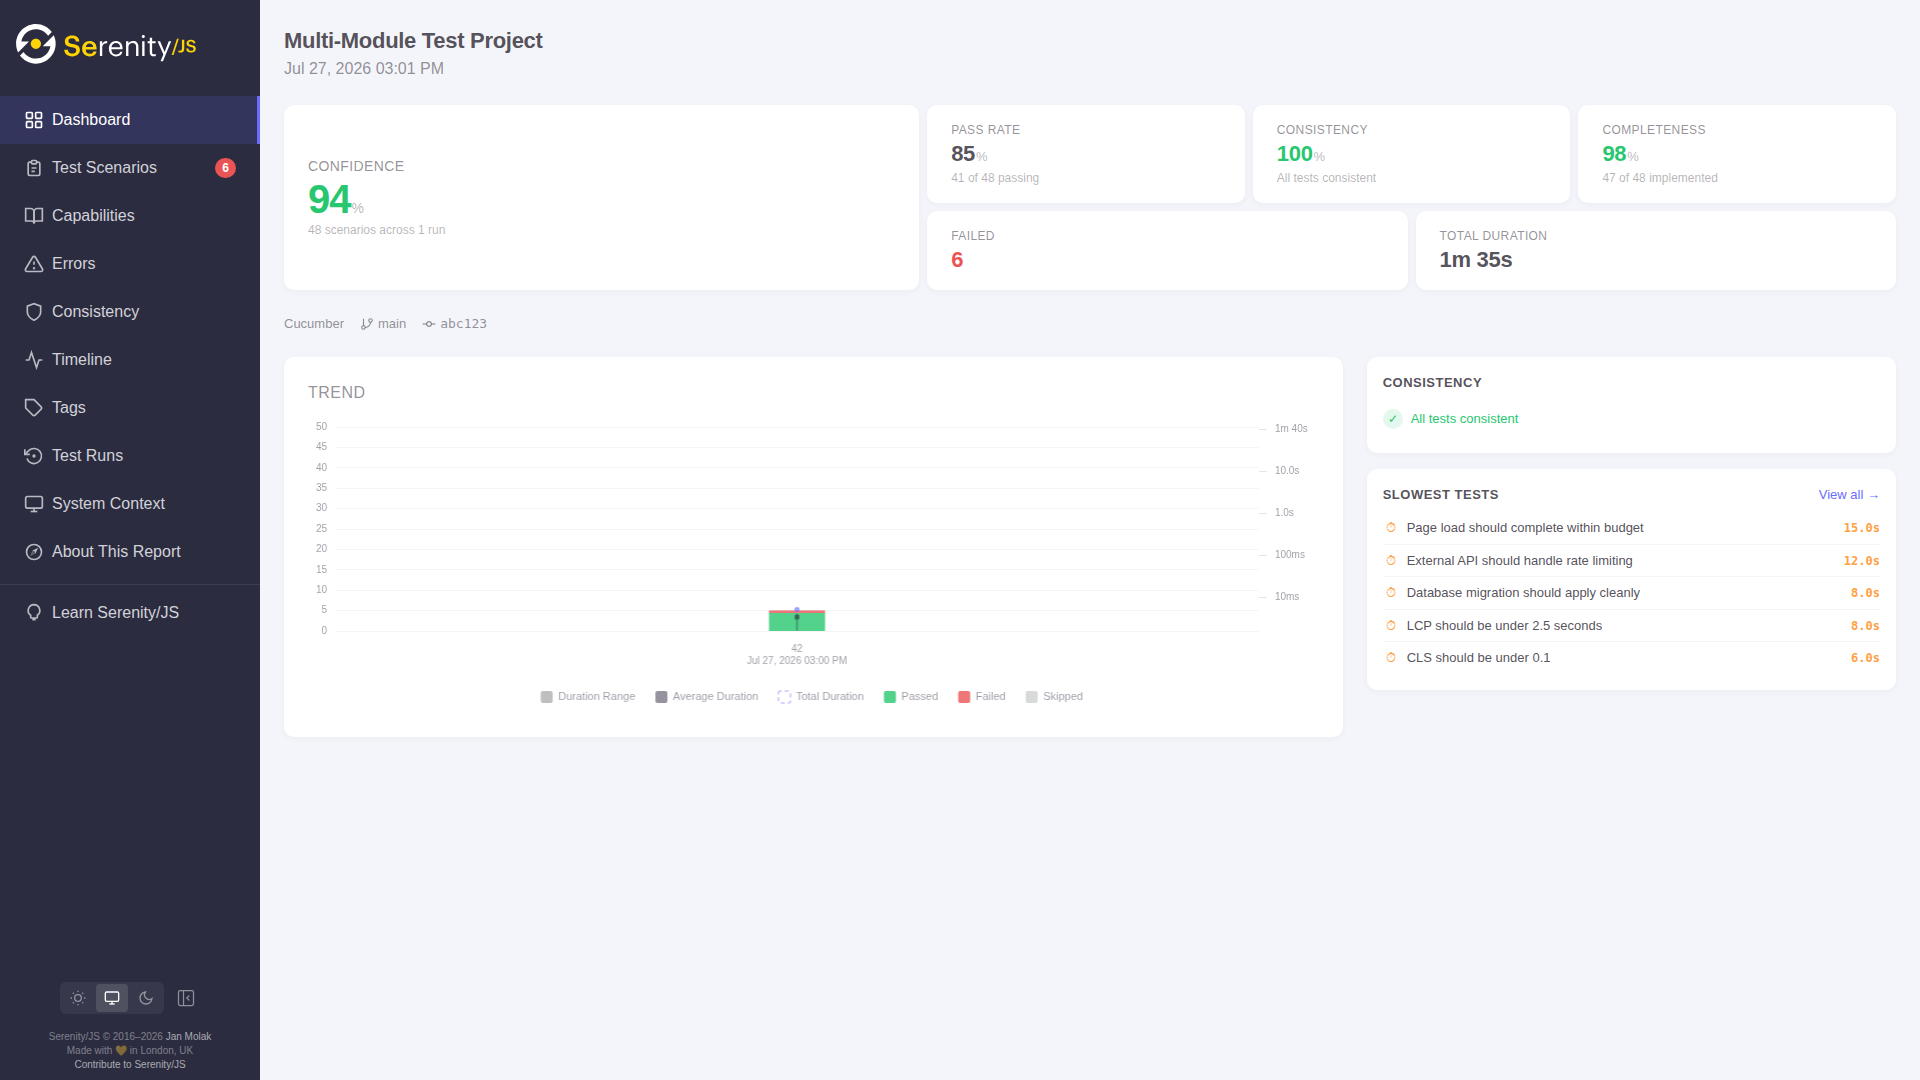 Serenity/JS
Dashboard
Test Scenarios 6
Capabilities
Errors
Consistency
Timeline
Tags
Test Runs
System Context
About This Report
Learn Serenity/JS
Serenity/JS © 2016–2026 Jan Molak
Made with 🤎 in London, UK
Contribute to Serenity/JS
Multi-Module Test Project
Jul 27, 2026 03:01 PM
CONFIDENCE
94%
48 scenarios across 1 run
PASS RATE
85%
41 of 48 passing
CONSISTENCY
100%
All tests consistent
COMPLETENESS
98%
47 of 48 implemented
FAILED
6
TOTAL DURATION
1m 35s
Cucumber main abc123
TREND
50
45
40
35
30
25
20
15
10
5
0
1m 40s
10.0s
1.0s
100ms
10ms
42
Jul 27, 2026 03:00 PM
Duration Range Average Duration Total Duration Passed Failed Skipped
CONSISTENCY
✓ All tests consistent
SLOWEST TESTS View all →
Page load should complete within budget 15.0s
External API should handle rate limiting 12.0s
Database migration should apply cleanly 8.0s
LCP should be under 2.5 seconds 8.0s
CLS should be under 0.1 6.0s